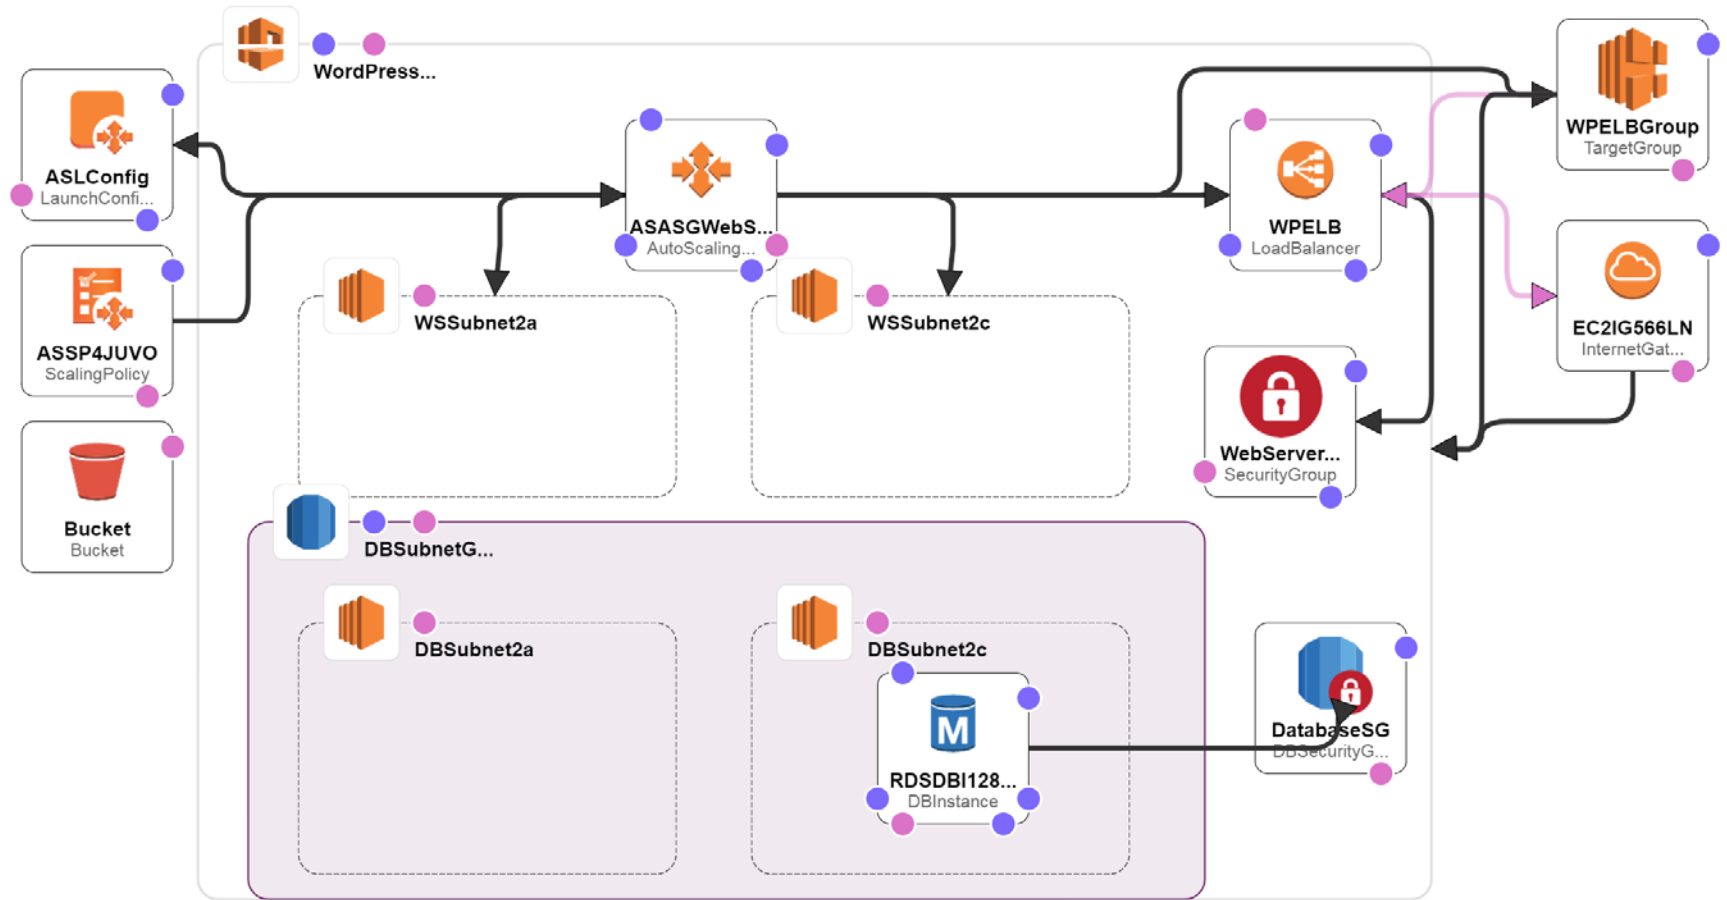 WordPress...
ASLConfig
LaunchConfi...
ASSP4JUVO
ScalingPolicy
Bucket
Bucket
ASASGWebS...
AutoScaling...
WPELB
LoadBalancer
WPELBGroup
TargetGroup
EC2IG566LN
InternetGat...
WSSubnet2a
WSSubnet2c
WebServer...
SecurityGroup
DBSubnetG...
DBSubnet2a
DBSubnet2c
M
RDSDBI128...
DBInstance
DatabaseSG
DBSecurityG...